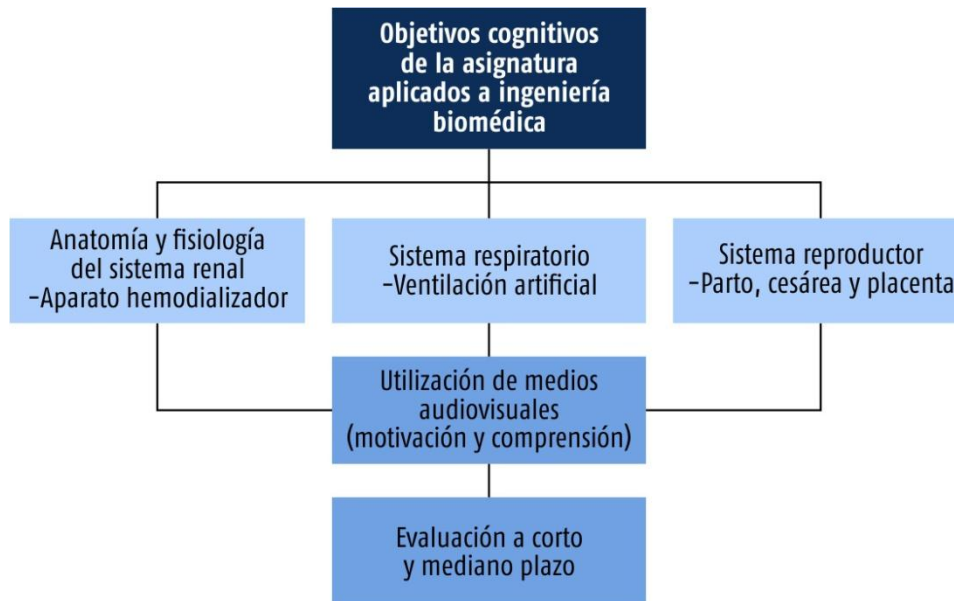 Objetivos cognitivos
de la asignatura
aplicados a ingeniería
biomédica
Anatomía y fisiología
del sistema renal
-Aparato hemodializador
Sistema respiratorio
-Ventilación artificial
Sistema reproductor
-Parto, cesárea y placenta
Utilización de medios
audiovisuales
(motivación y comprensión)
Evaluación a corto
y mediano plazo